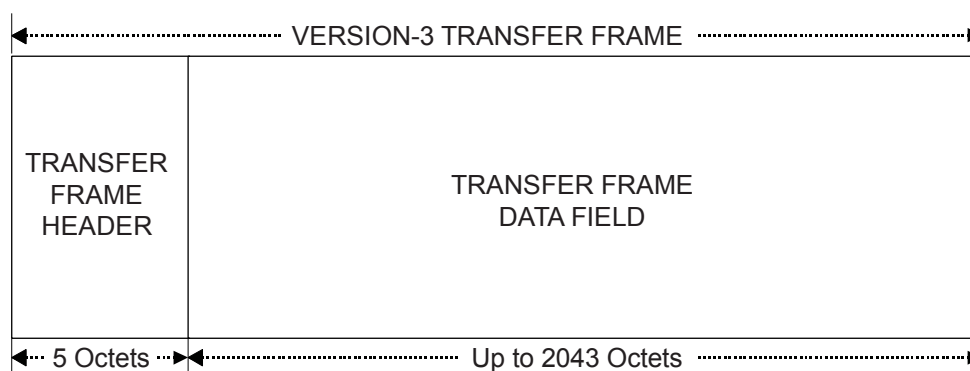 VERSION-3 TRANSFER FRAME
TRANSFER
FRAME
HEADER
TRANSFER FRAME
DATA FIELD
5 Octets
Up to 2043 Octets